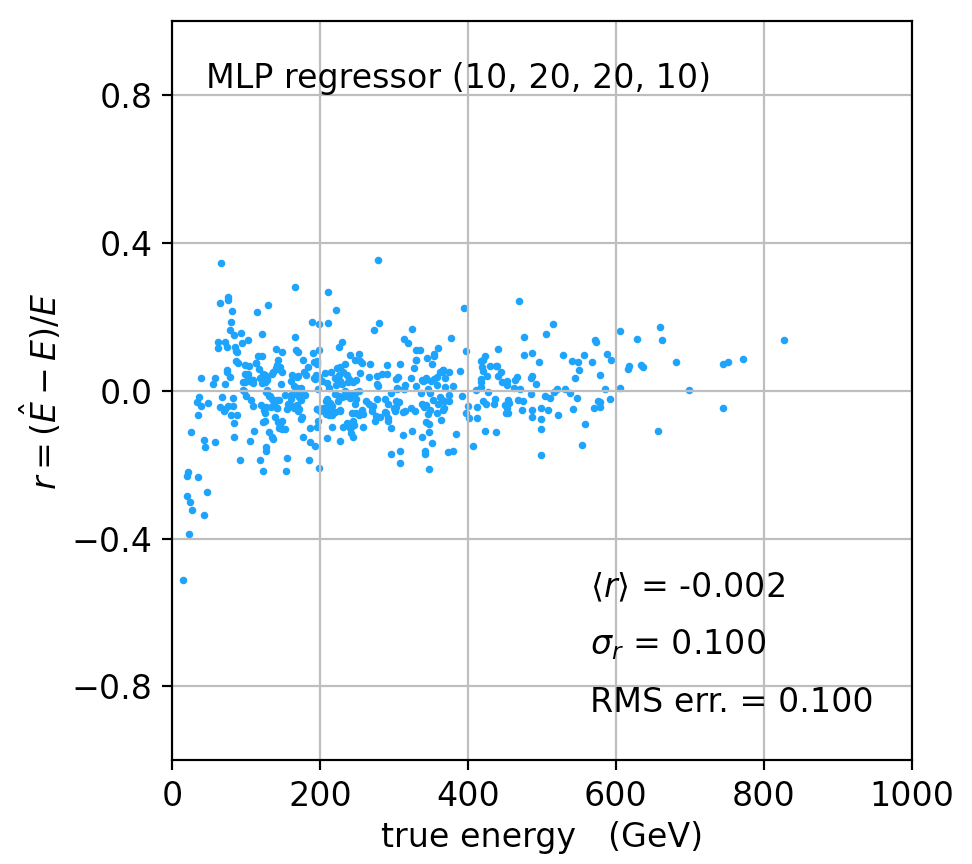 MLP regressor (10, 20, 20, 10)
0.8
0.4
0.0
−0.4
−0.8
r = (Ê − E)/E
⟨r⟩ = -0.002
σᵣ = 0.100
RMS err. = 0.100
0 200 400 600 800 1000
true energy (GeV)